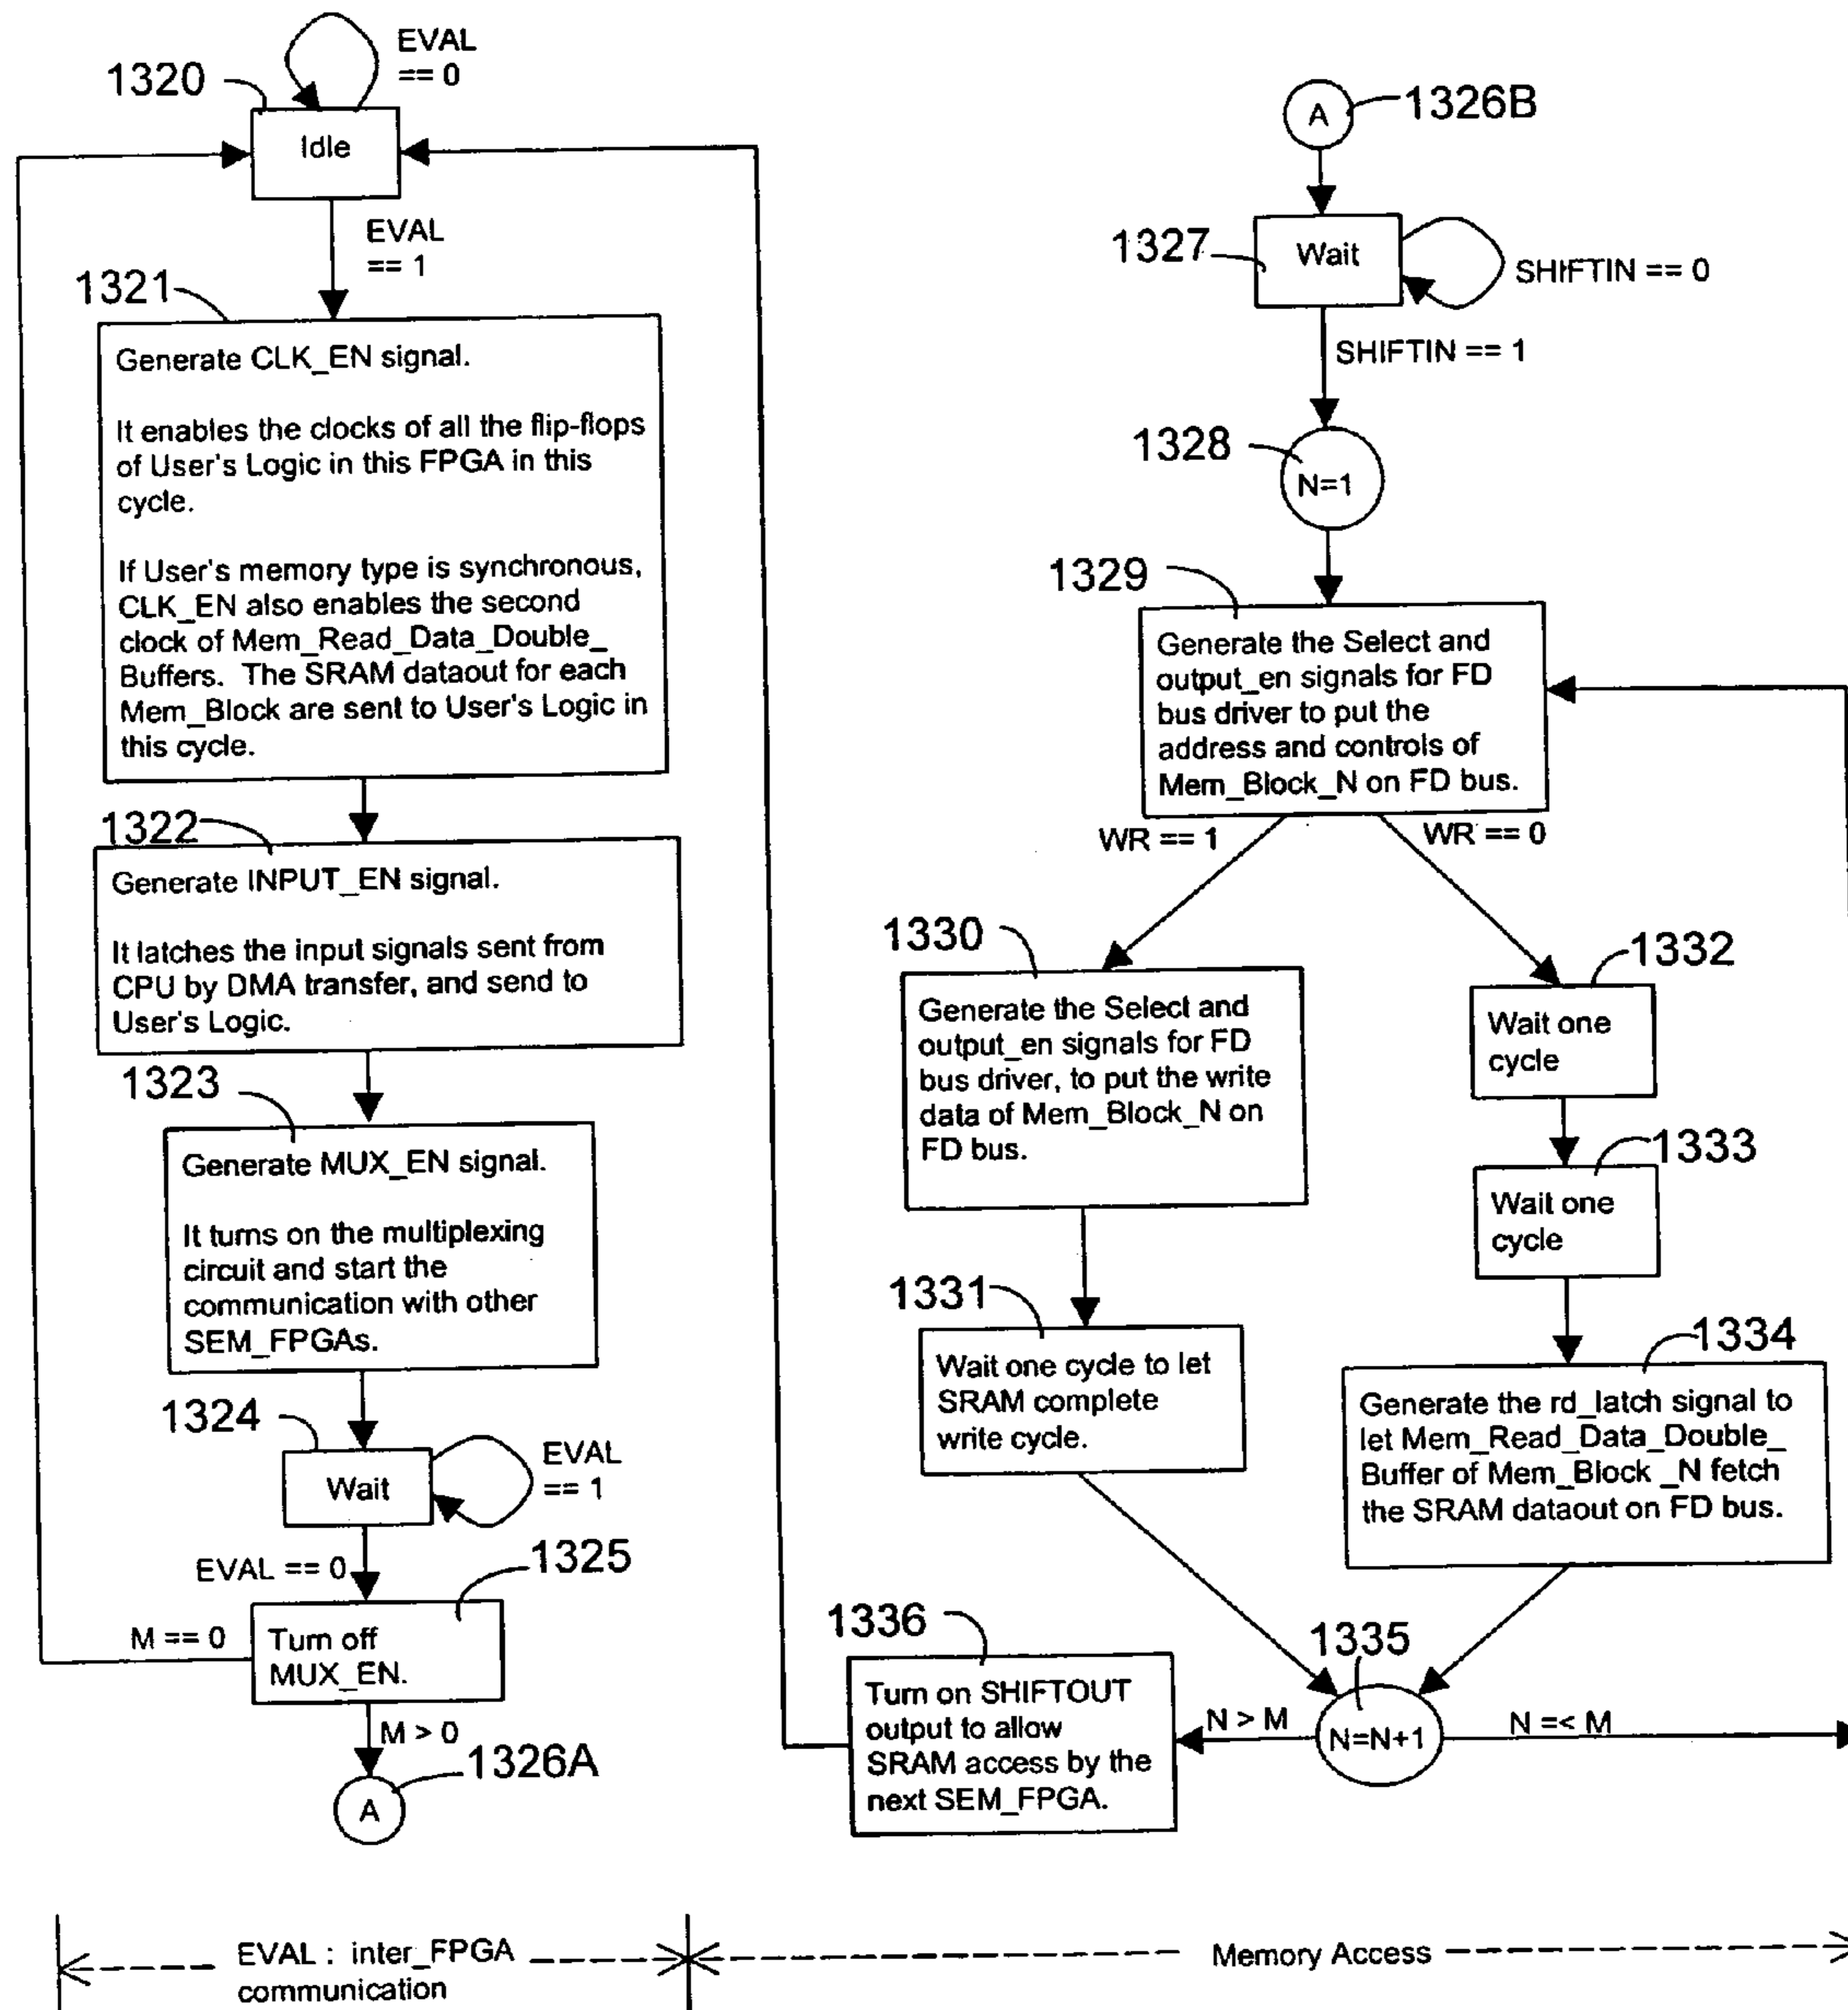 EVAL
== 0
1320
Idle
EVAL
== 1
1321
Generate CLK_EN signal.
It enables the clocks of all the flip-flops
of User's Logic in this FPGA in this
cycle.
If User's memory type is synchronous,
CLK_EN also enables the second
clock of Mem_Read_Data_Double_
Buffers. The SRAM dataout for each
Mem_Block are sent to User's Logic in
this cycle.
1322
Generate INPUT_EN signal.
It latches the input signals sent from
CPU by DMA transfer, and send to
User's Logic.
1323
Generate MUX_EN signal.
It turns on the multiplexing
circuit and start the
communication with other
SEM_FPGAs.
1324
Wait
EVAL
== 1
EVAL == 0
1325
M == 0
Turn off
MUX_EN.
M > 0
1326A
A
A
1326B
1327
Wait
SHIFTIN == 0
SHIFTIN == 1
1328
N=1
1329
Generate the Select and
output_en signals for FD
bus driver to put the
address and controls of
Mem_Block_N on FD bus.
WR == 1
WR == 0
1330
Generate the Select and
output_en signals for FD
bus driver, to put the write
data of Mem_Block_N on
FD bus.
1331
Wait one cycle to let
SRAM complete
write cycle.
1332
Wait one
cycle
1333
Wait one
cycle
1334
Generate the rd_latch signal to
let Mem_Read_Data_Double_
Buffer of Mem_Block _N fetch
the SRAM dataout on FD bus.
1335
N=N+1
N > M
N =< M
1336
Turn on SHIFTOUT
output to allow
SRAM access by the
next SEM_FPGA.
EVAL : inter_FPGA
communication
Memory Access